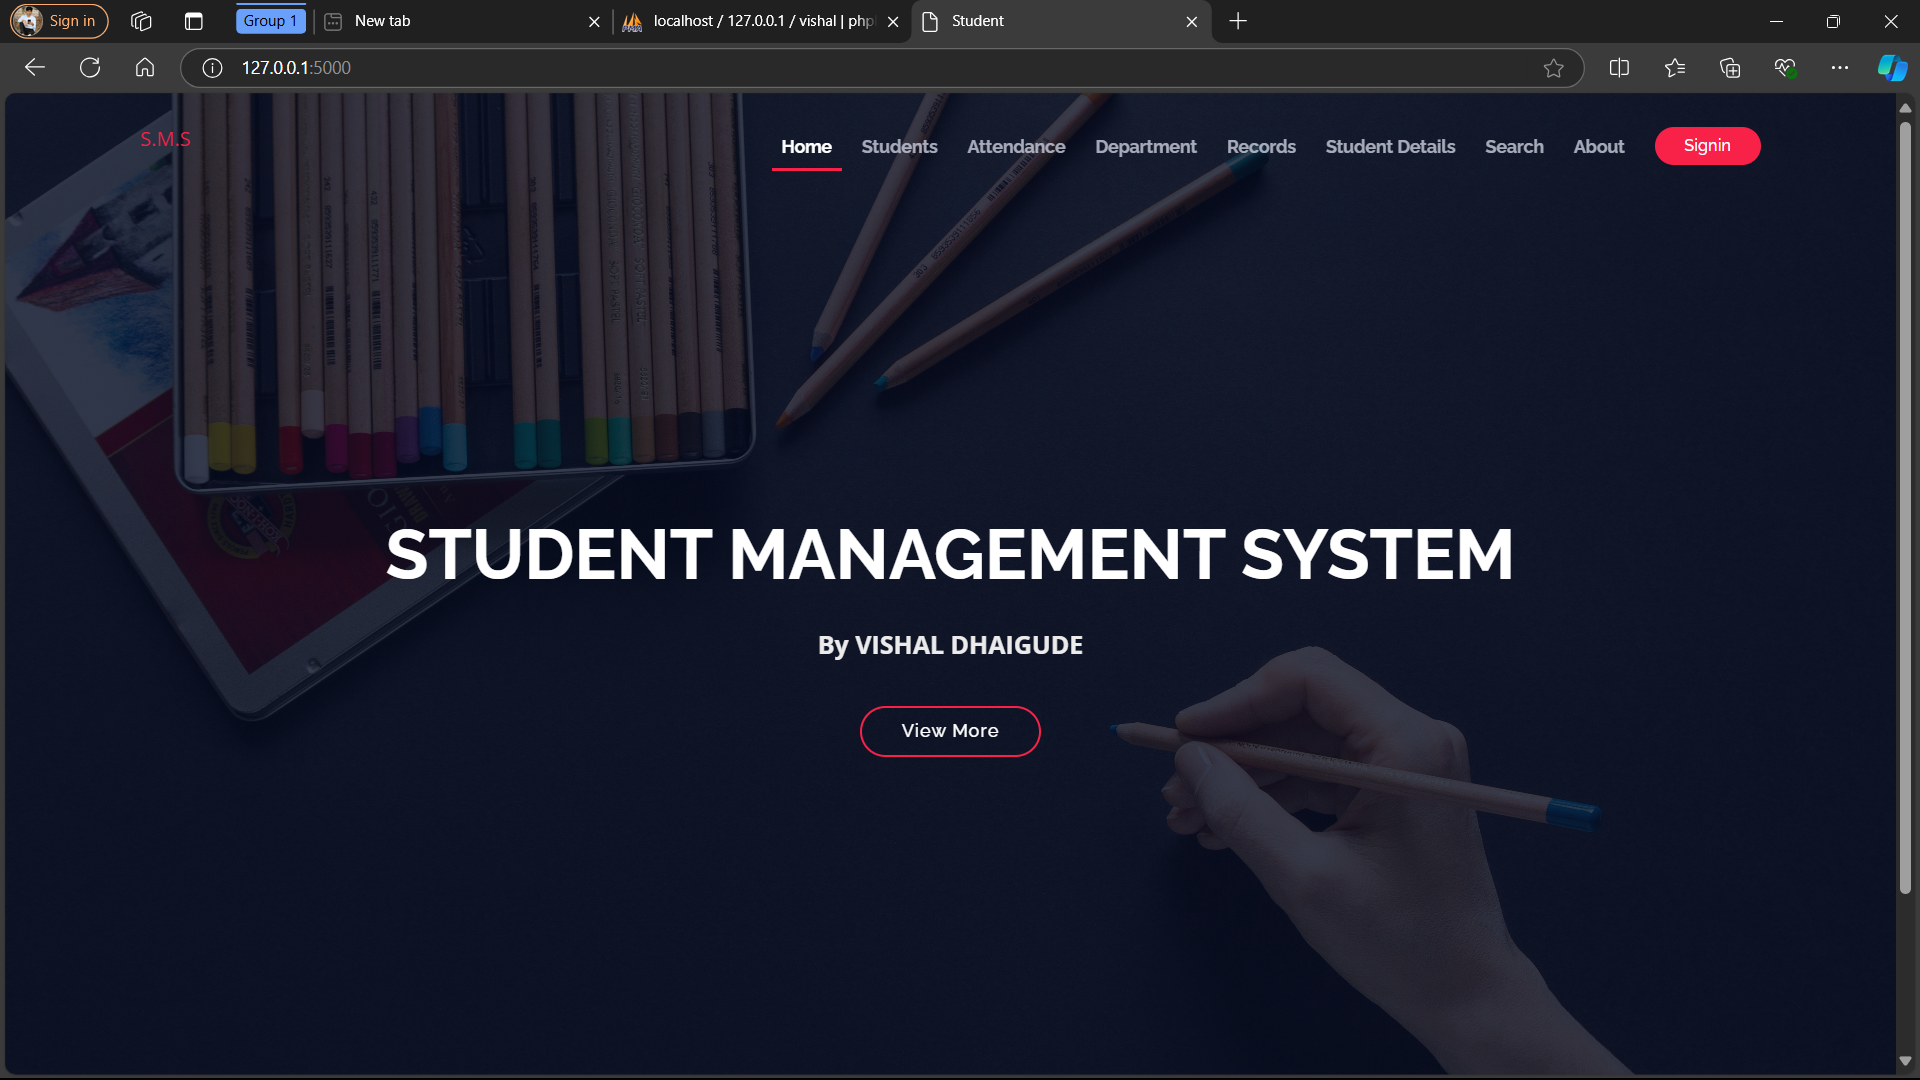 Sign in
Group 1
New tab
localhost / 127.0.0.1 / vishal | php
Student
127.0.0.1:5000
S.M.S
Home
Students
Attendance
Department
Records
Student Details
Search
About
Signin
STUDENT MANAGEMENT SYSTEM
By VISHAL DHAIGUDE
View More